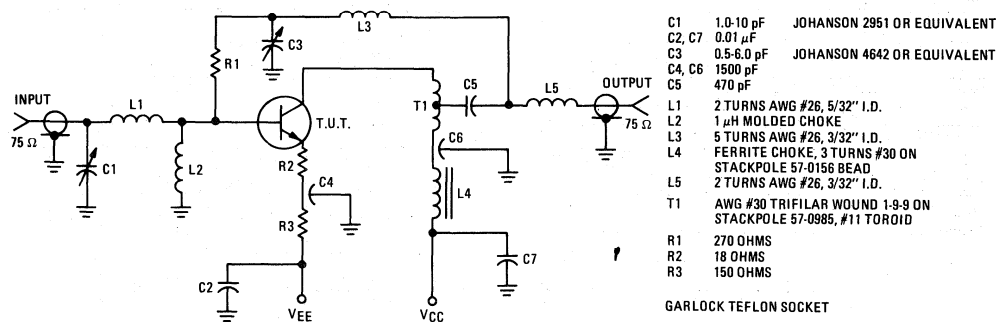 L3
C3
R1
INPUT
L1
75 Ω
C1
L2
T.U.T.
R2
C4
R3
C2
VEE
T1
C5
C6
L4
C7
VCC
L5
OUTPUT
75 Ω
C1 1.0-10 pF JOHANSON 2951 OR EQUIVALENT
C2, C7 0.01 μF
C3 0.5-6.0 pF JOHANSON 4642 OR EQUIVALENT
C4, C6 1500 pF
C5 470 pF
L1 2 TURNS AWG #26, 5/32" I.D.
L2 1 μH MOLDED CHOKE
L3 5 TURNS AWG #26, 3/32" I.D.
L4 FERRITE CHOKE, 3 TURNS #30 ON
STACKPOLE 57-0156 BEAD
L5 2 TURNS AWG #26, 3/32" I.D.
T1 AWG #30 TRIFILAR WOUND 1-9-9 ON
STACKPOLE 57-0985, #11 TOROID
R1 270 OHMS
R2 18 OHMS
R3 150 OHMS
GARLOCK TEFLON SOCKET